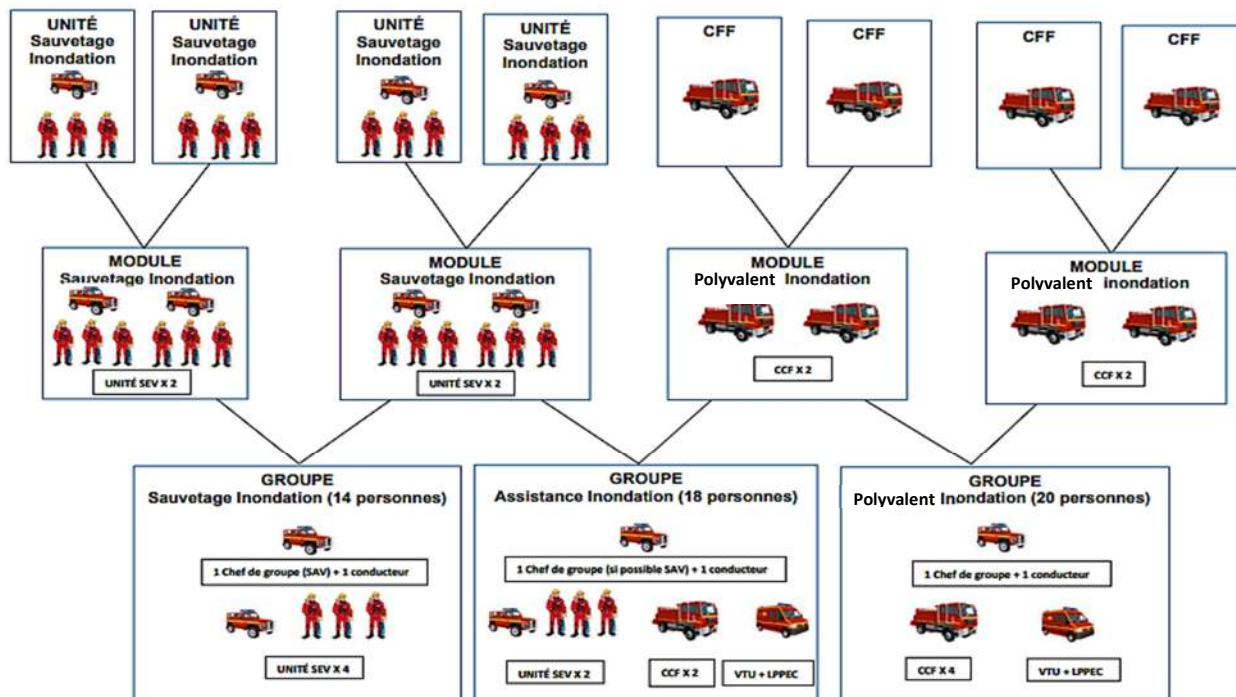 UNITÉ
Sauvetage
Inondation
UNITÉ
Sauvetage
Inondation
UNITÉ
Sauvetage
Inondation
UNITÉ
Sauvetage
Inondation
CFF
CFF
CFF
CFF
MODULE
Sauvetage Inondation
UNITÉ SEV X 2
MODULE
Sauvetage Inondation
UNITÉ SEV X 2
MODULE
Polyvalent Inondation
CCF X 2
MODULE
Polyvalent inondation
CCF X 2
GROUPE
Sauvetage Inondation (14 personnes)
1 Chef de groupe (SAV) + 1 conducteur
UNITÉ SEV X 4
GROUPE
Assistance Inondation (18 personnes)
1 Chef de groupe (si possible SAV) + 1 conducteur
UNITÉ SEV X 2
CCF X 2
VTU + LPPEC
GROUPE
Polyvalent Inondation (20 personnes)
1 Chef de groupe + 1 conducteur
CCF X 4
VTU + LPPEC